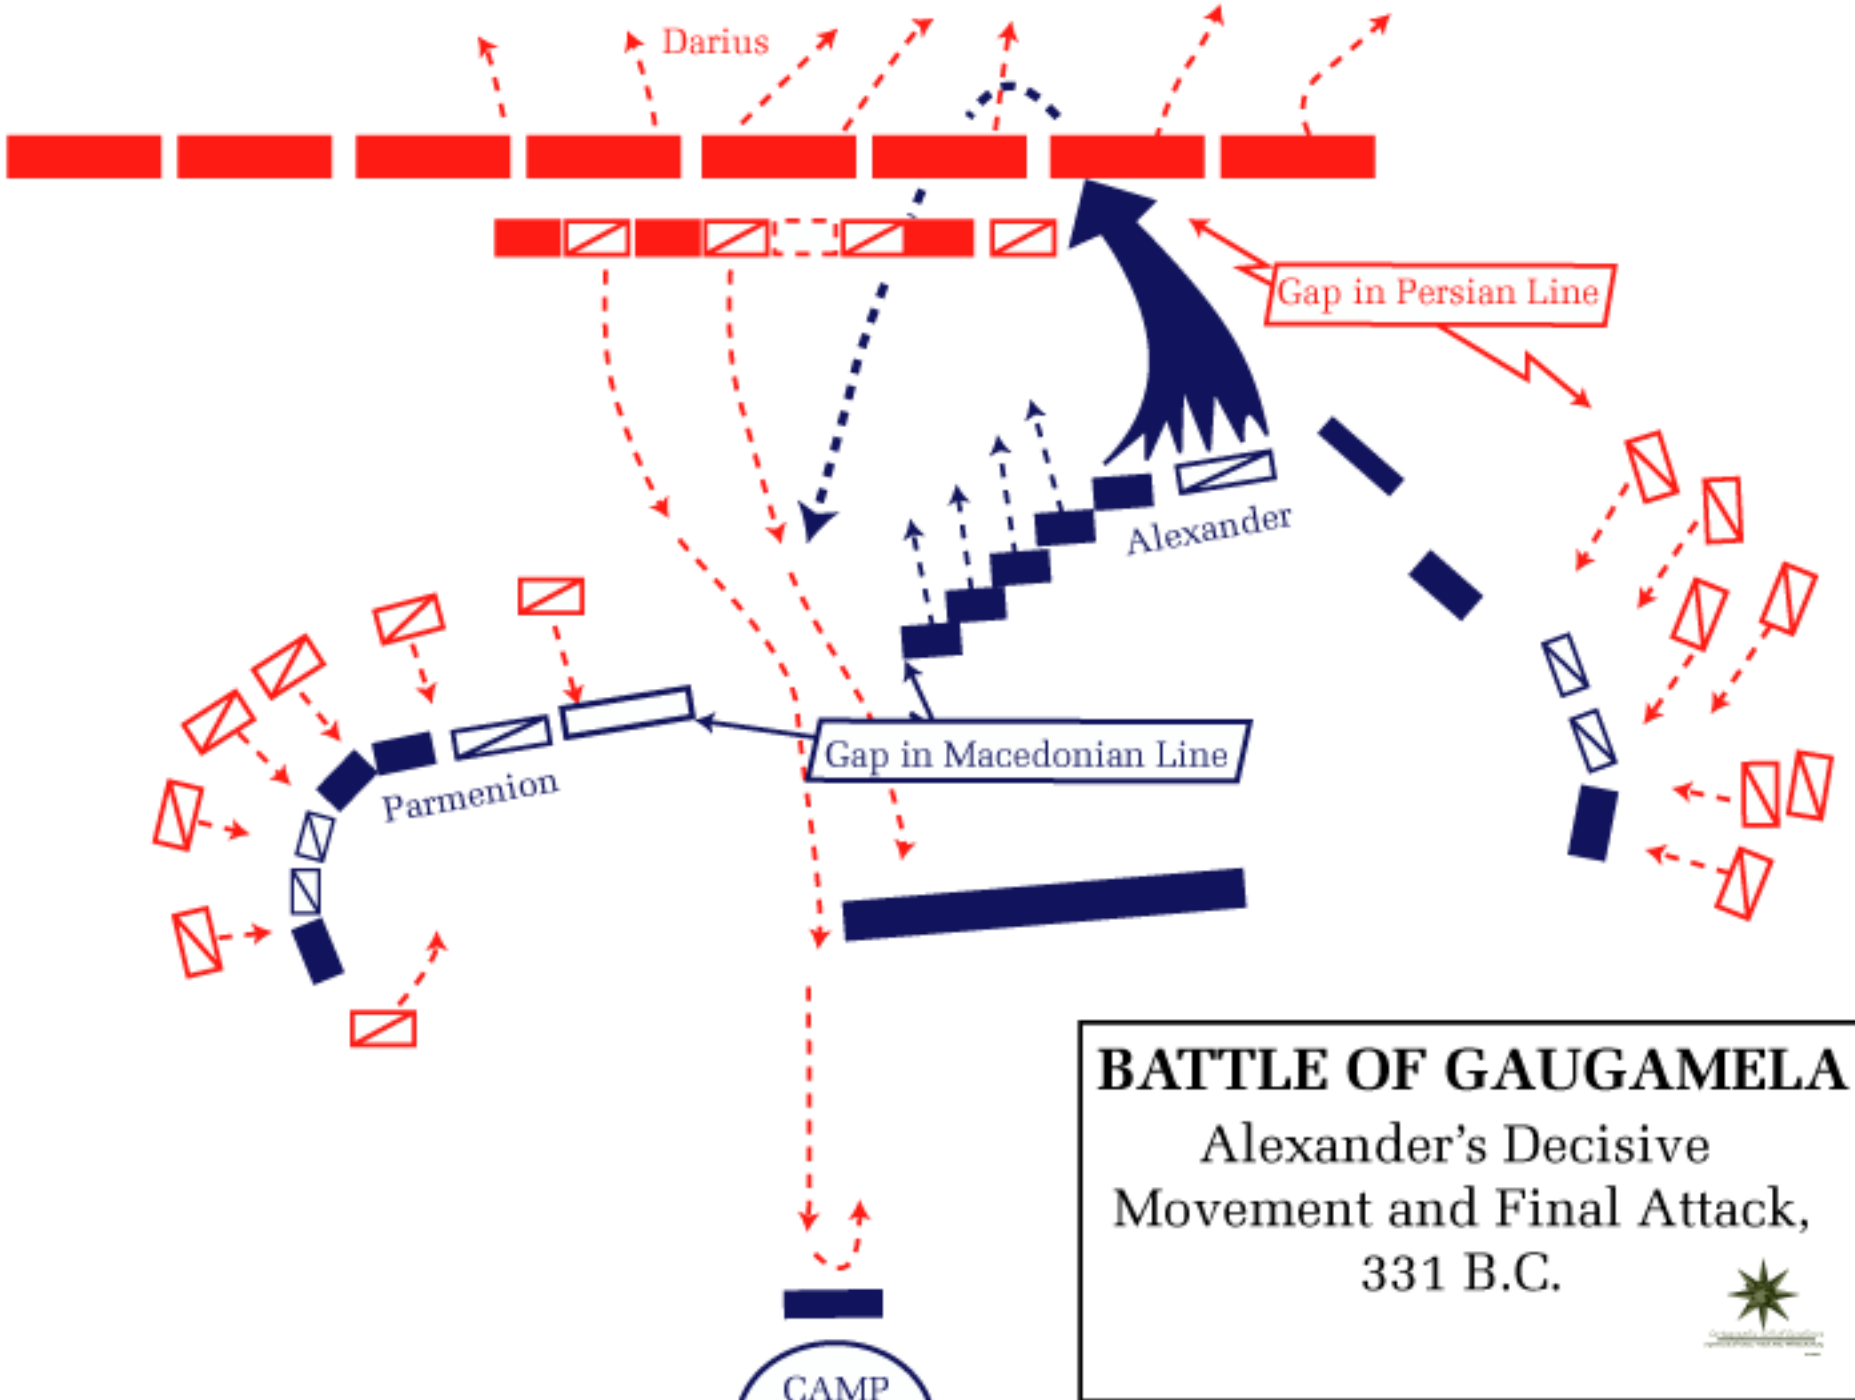 Darius
Gap in Persian Line
Alexander
Gap in Macedonian Line
Parmenion
BATTLE OF GAUGAMELA
Alexander’s Decisive
Movement and Final Attack,
331 B.C.
CAMP